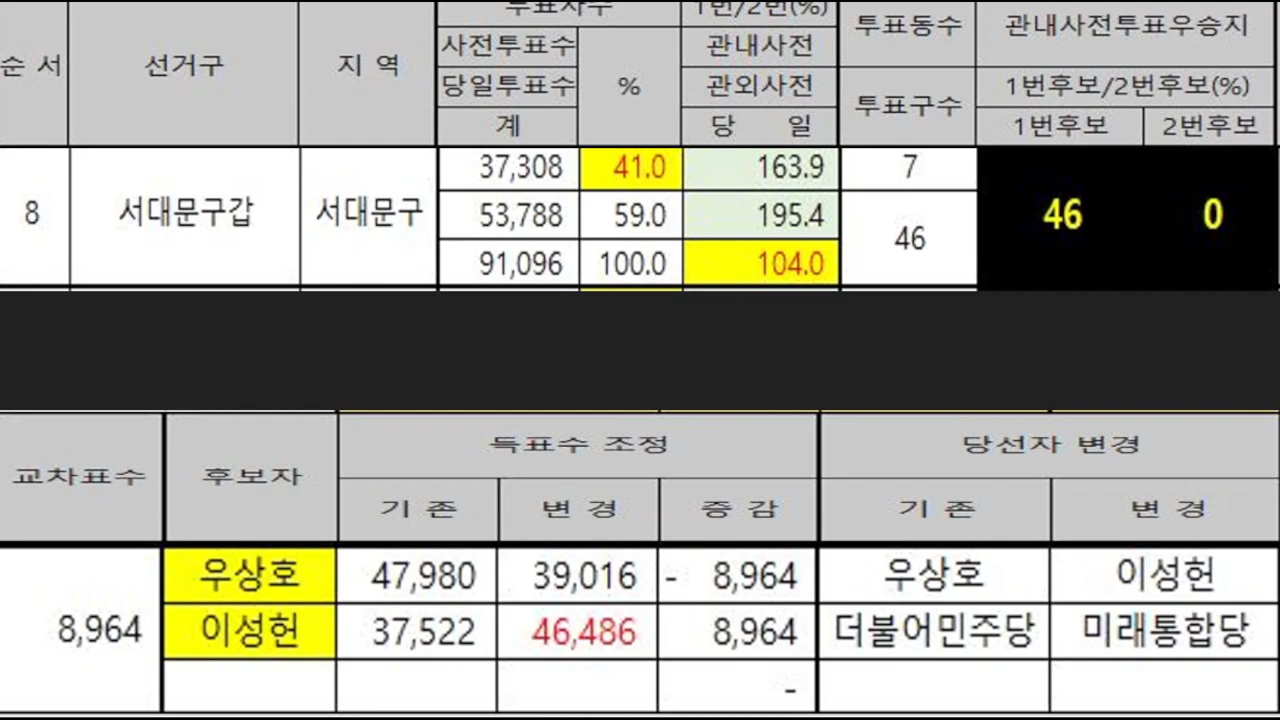 투표자수 1번/2번(%)
순 서 선거구 지 역 사전투표수 % 관내사전 투표동수 관내사전투표우승지
당일투표수 관외사전 투표구수 1번후보/2번후보(%)
계 당 일 1번후보 2번후보
8 서대문구갑 서대문구 37,308 41.0 163.9 7 46 0
53,788 59.0 195.4 46
91,096 100.0 104.0
교차표수 후보자 득표수 조정 당선자 변경
기 존 변 경 증 감 기 존 변 경
8,964 우상호 47,980 39,016 - 8,964 우상호 이성헌
이성헌 37,522 46,486 8,964 더불어민주당 미래통합당
-